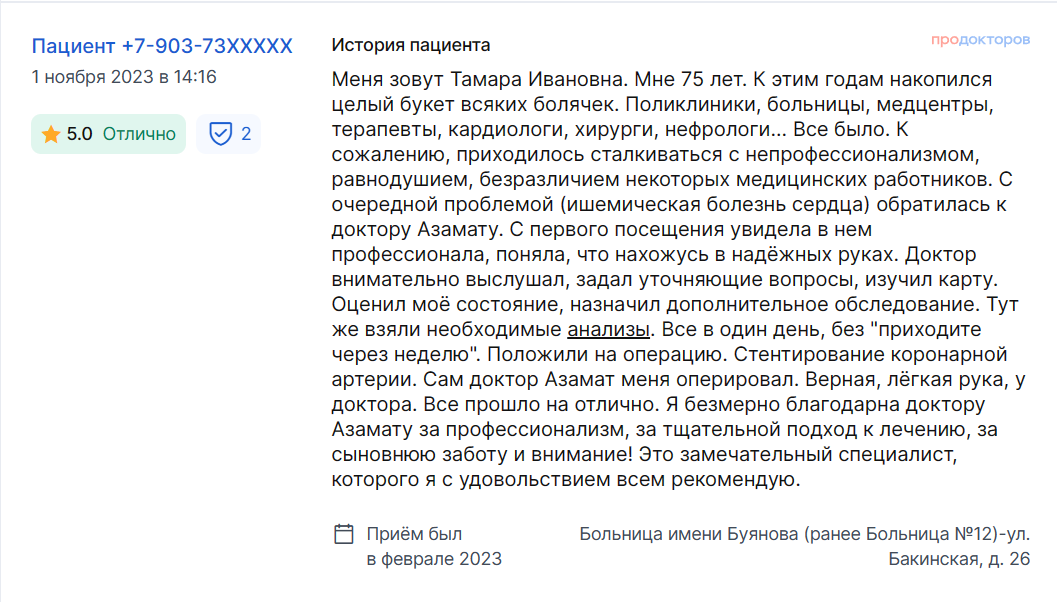 Пациент +7-903-73XXXXX
1 ноября 2023 в 14:16
5.0 Отлично
2
История пациента
продокторов
Меня зовут Тамара Ивановна. Мне 75 лет. К этим годам накопился
целый букет всяких болячек. Поликлиники, больницы, медцентры,
терапевты, кардиологи, хирурги, нефрологи... Все было. К
сожалению, приходилось сталкиваться с непрофессионализмом,
равнодушием, безразличием некоторых медицинских работников. С
очередной проблемой (ишемическая болезнь сердца) обратилась к
доктору Азамату. С первого посещения увидела в нем
профессионала, поняла, что нахожусь в надёжных руках. Доктор
внимательно выслушал, задал уточняющие вопросы, изучил карту.
Оценил моё состояние, назначил дополнительное обследование. Тут
же взяли необходимые анализы. Все в один день, без "приходите
через неделю". Положили на операцию. Стентирование коронарной
артерии. Сам доктор Азамат меня оперировал. Верная, лёгкая рука, у
доктора. Все прошло на отлично. Я безмерно благодарна доктору
Азамату за профессионализм, за тщательной подход к лечению, за
сыновнюю заботу и внимание! Это замечательный специалист,
которого я с удовольствием всем рекомендую.
Приём был
в феврале 2023
Больница имени Буянова (ранее Больница №12)-ул.
Бакинская, д. 26